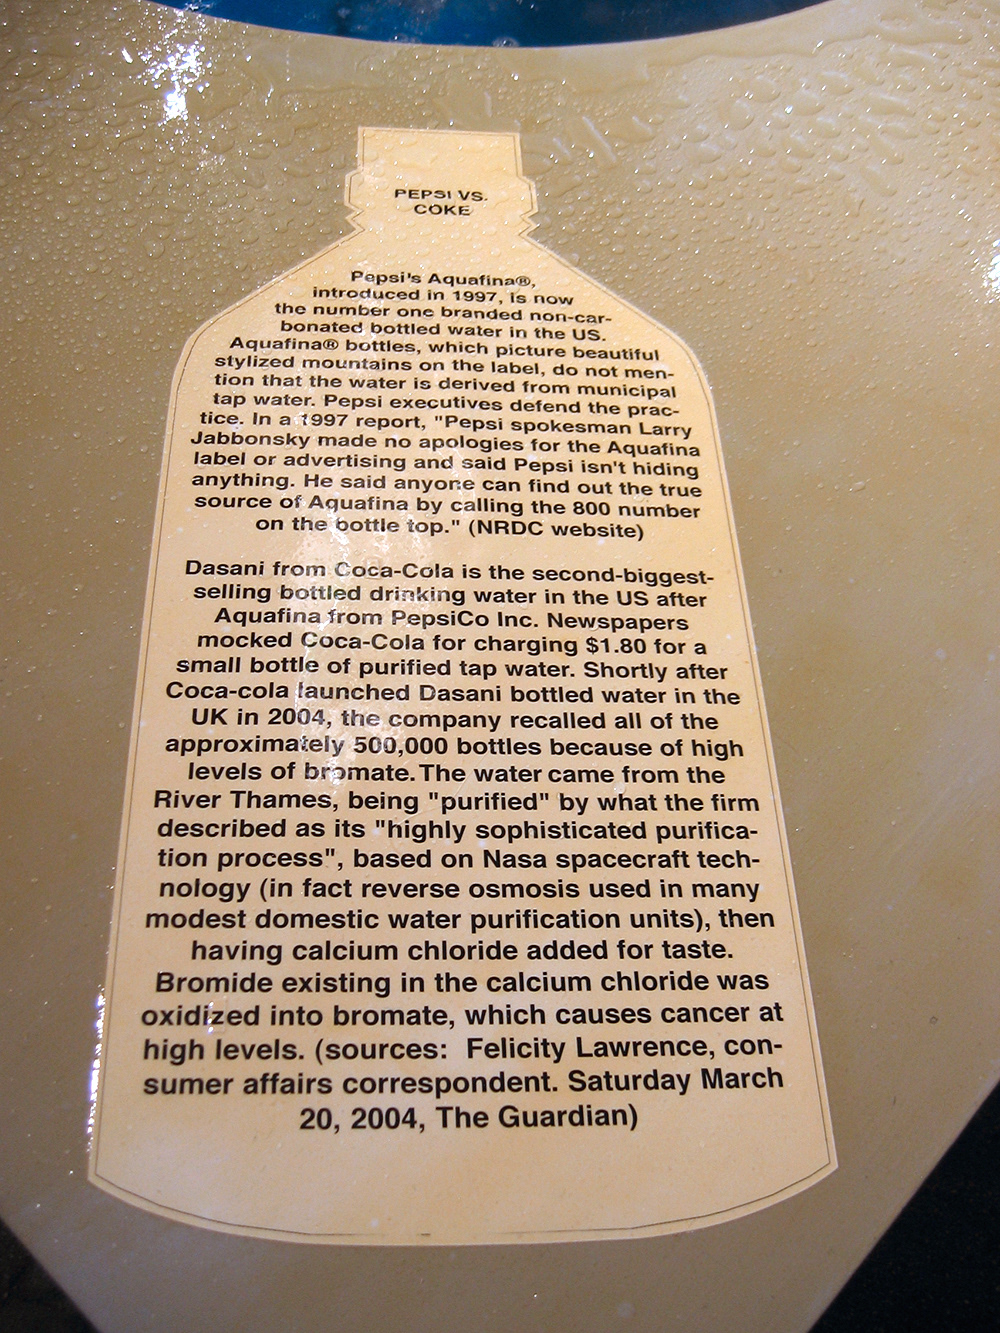 PEPSI VS.
COKE
Pepsi's Aquafina®,
introduced in 1997, is now
the number one branded non-car-
bonated bottled water in the US.
Aquafina® bottles, which picture beautiful
stylized mountains on the label, do not men-
tion that the water is derived from municipal
tap water. Pepsi executives defend the prac-
tice. In a 1997 report, "Pepsi spokesman Larry
Jabbonsky made no apologies for the Aquafina
label or advertising and said Pepsi isn't hiding
anything. He said anyone can find out the true
source of Aquafina by calling the 800 number
on the bottle top." (NRDC website)
Dasani from Coca-Cola is the second-biggest-
selling bottled drinking water in the US after
Aquafina from PepsiCo Inc. Newspapers
mocked Coca-Cola for charging $1.80 for a
small bottle of purified tap water. Shortly after
Coca-cola launched Dasani bottled water in the
UK in 2004, the company recalled all of the
approximately 500,000 bottles because of high
levels of bromate. The water came from the
River Thames, being "purified" by what the firm
described as its "highly sophisticated purifica-
tion process", based on Nasa spacecraft tech-
nology (in fact reverse osmosis used in many
modest domestic water purification units), then
having calcium chloride added for taste.
Bromide existing in the calcium chloride was
oxidized into bromate, which causes cancer at
high levels. (sources: Felicity Lawrence, con-
sumer affairs correspondent. Saturday March
20, 2004, The Guardian)